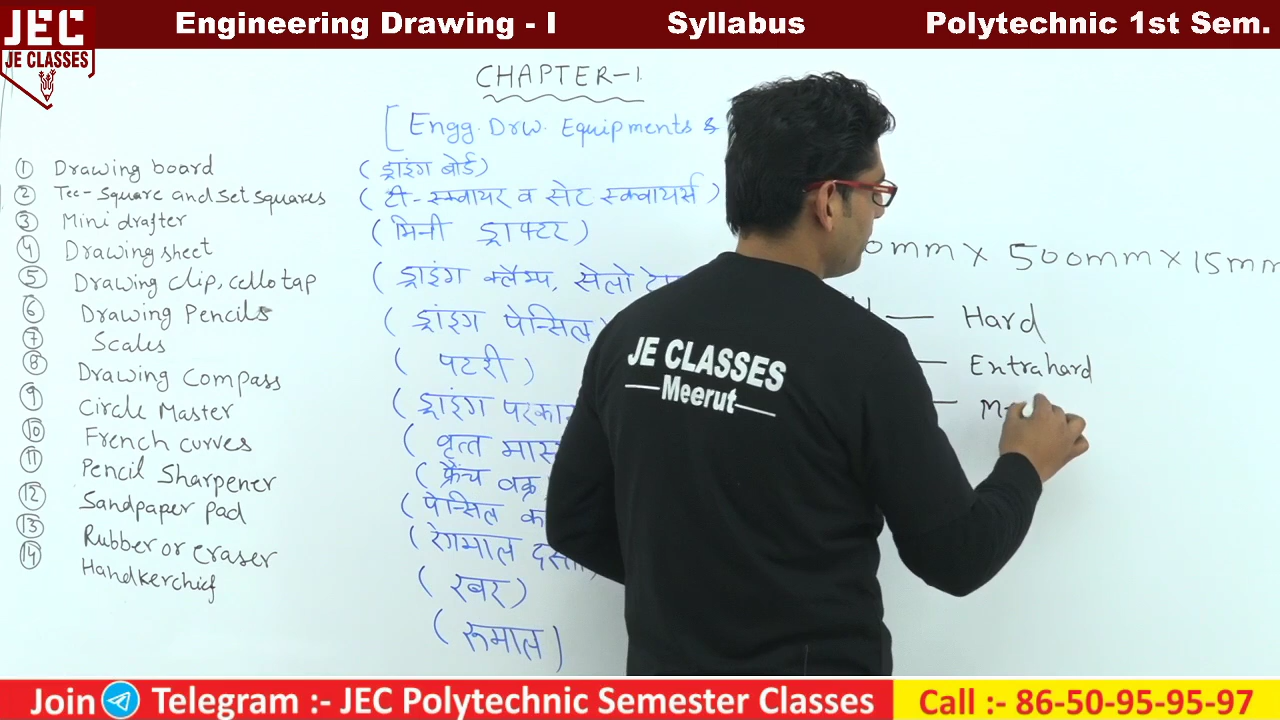 JEC
JE CLASSES
Engineering Drawing - I Syllabus Polytechnic 1st Sem.
CHAPTER-1
[ Engg. Drw. Equipments &
① Drawing board (ड्राइंग बोर्ड)
② Tee-Square and Set squares (टी-स्क्वायर व सेट स्क्वायर्स)
③ Mini drafter (मिनी ड्राफ्टर)
④ Drawing sheet
⑤ Drawing clip, cello tap (ड्राइंग क्लैम्प, सेलो
⑥ Drawing Pencils (ड्राइंग पेन्सिल)
⑦ Scales (पटरी)
⑧ Drawing Compass (ड्राइंग
⑨ Circle Master (वृत्त
⑩ French curves (फ्रैंच वक्र
⑪ Pencil Sharpener (पेन्सिल
⑫ Sandpaper pad (रेगमाल
⑬ Rubber or eraser (रबर)
⑭ Handkerchief (रूमाल)
0mm X 500mm X 15mm
— Hard
— Entrahard
—
JE CLASSES
—Meerut—
Join Telegram :- JEC Polytechnic Semester Classes Call :- 86-50-95-95-97